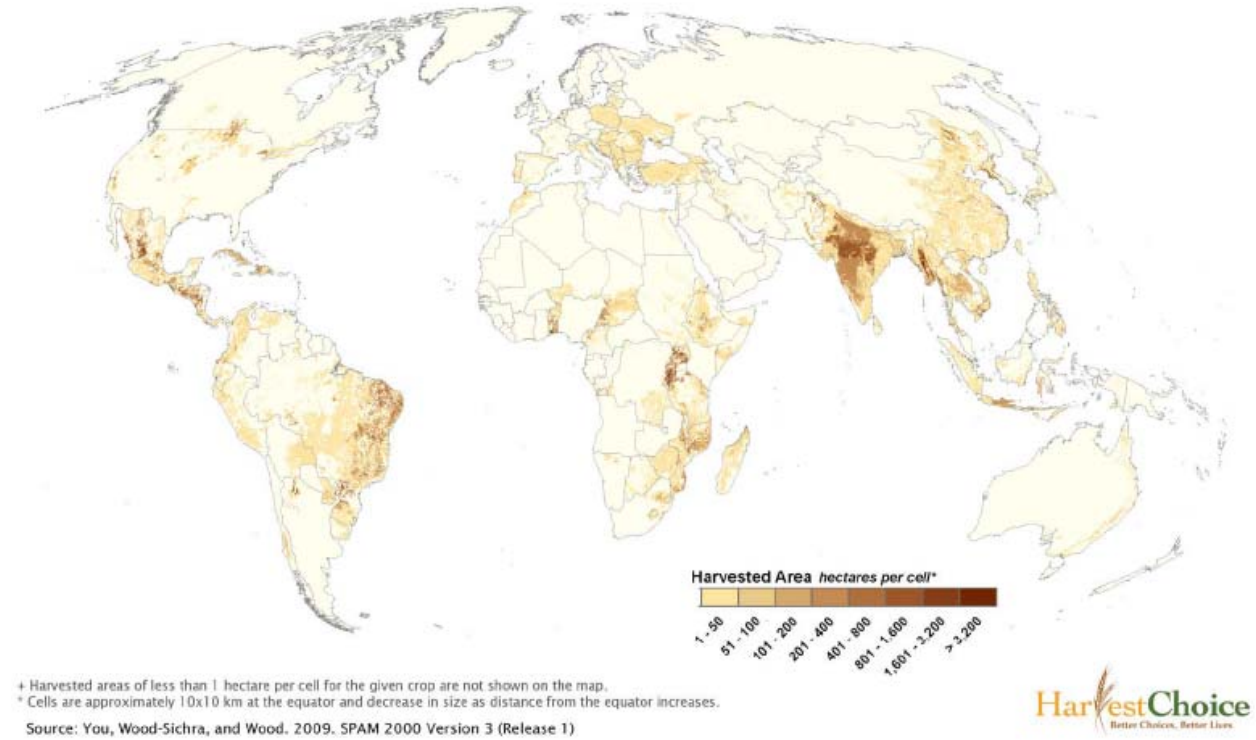 Harvested Area hectares per cell*
1 - 50
51 - 100
101 - 200
201 - 400
401 - 800
801 - 1,600
1,601 - 3,200
> 3,200
+ Harvested areas of less than 1 hectare per cell for the given crop are not shown on the map.
* Cells are approximately 10x10 km at the equator and decrease in size as distance from the equator increases.
Source: You, Wood-Sichra, and Wood. 2009. SPAM 2000 Version 3 (Release 1)
HarvestChoice
Better Choices, Better Lives